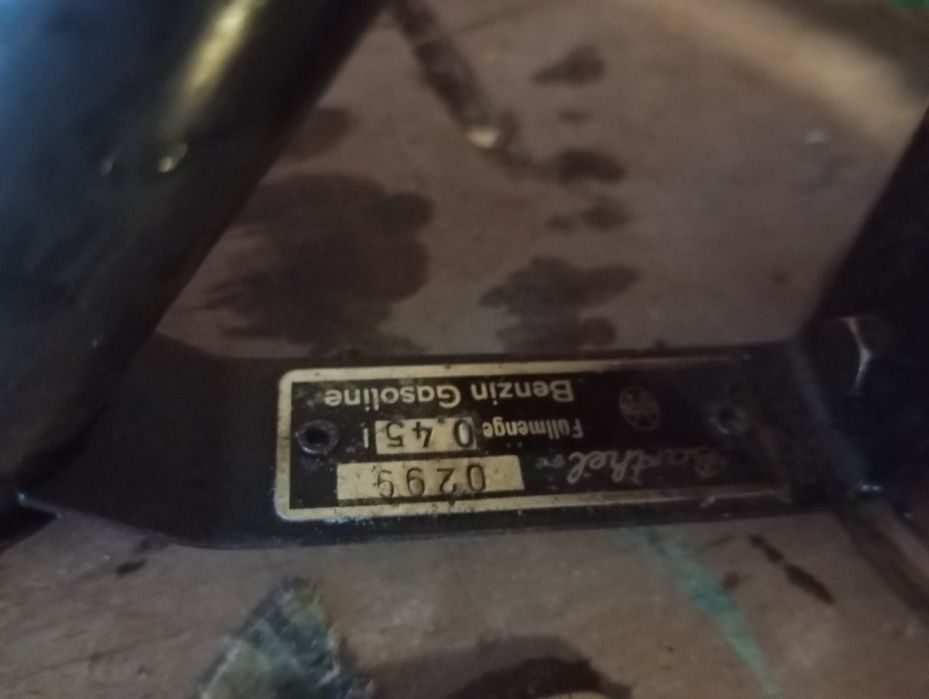 Barthel 0299
Füllmenge 0,45 l
Benzin Gasoline